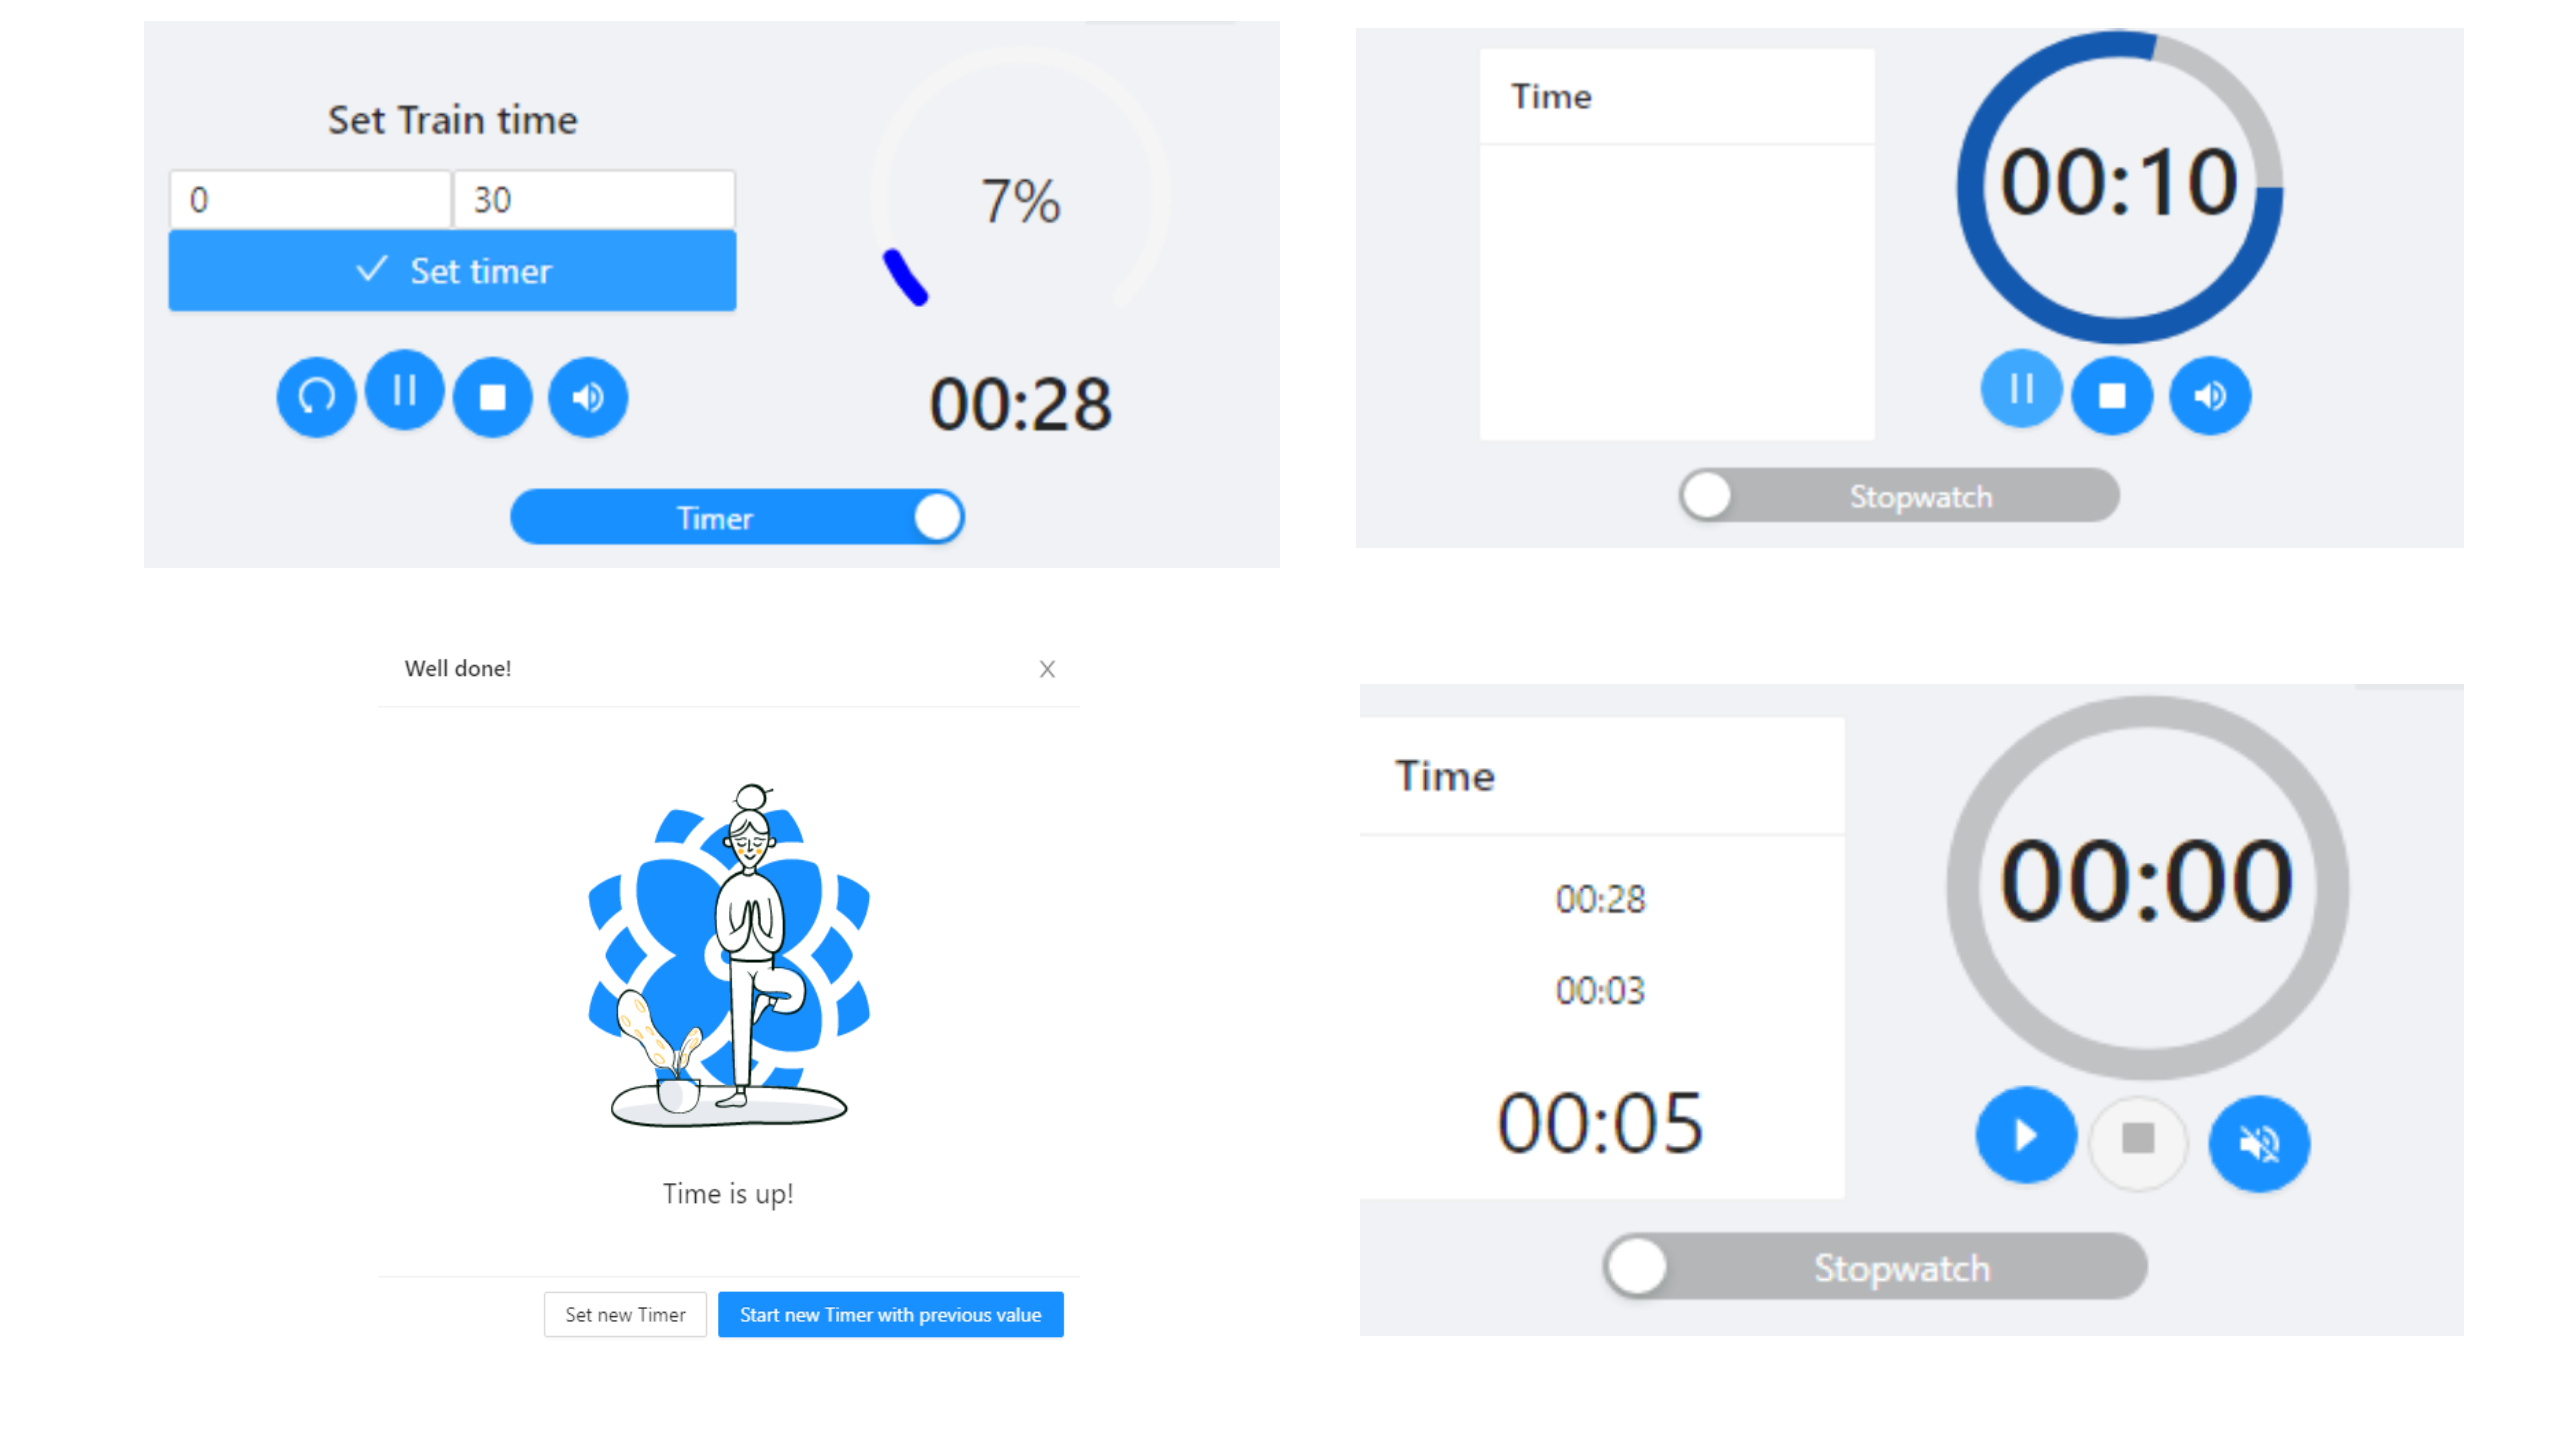 Set Train time
0 30
Set timer
7%
00:28
Timer
Time
00:10
Stopwatch
Well done!
Time is up!
Set new Timer
Start new Timer with previous value
Time
00:28
00:03
00:05
00:00
Stopwatch